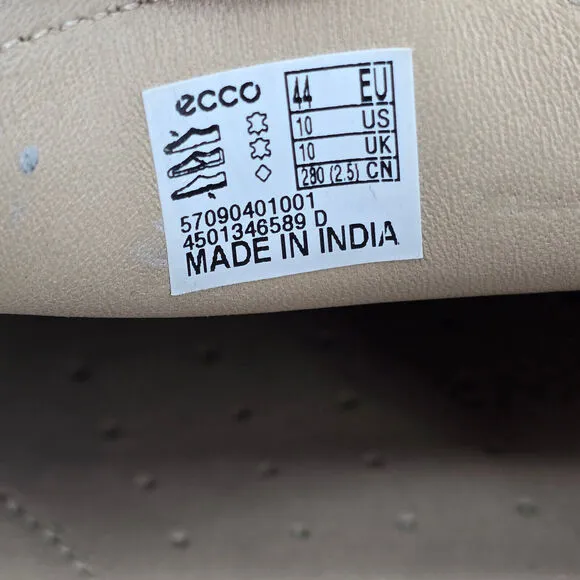 ecco
44 EU
10 US
10 UK
280 (2.5) CN
57090401001
4501346589 D
MADE IN INDIA